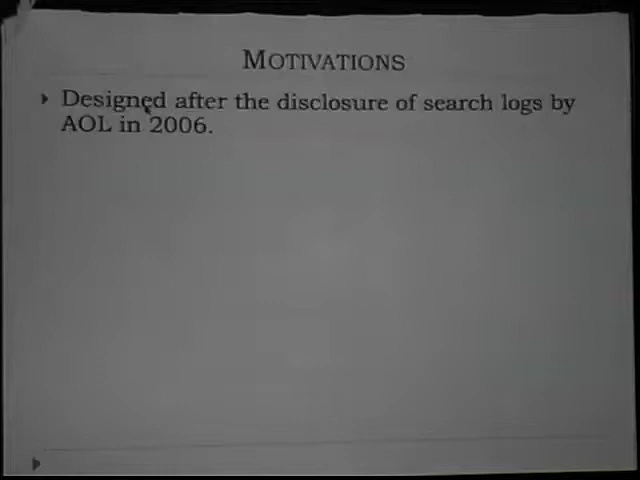 MOTIVATIONS
Designed after the disclosure of search logs by
AOL in 2006.